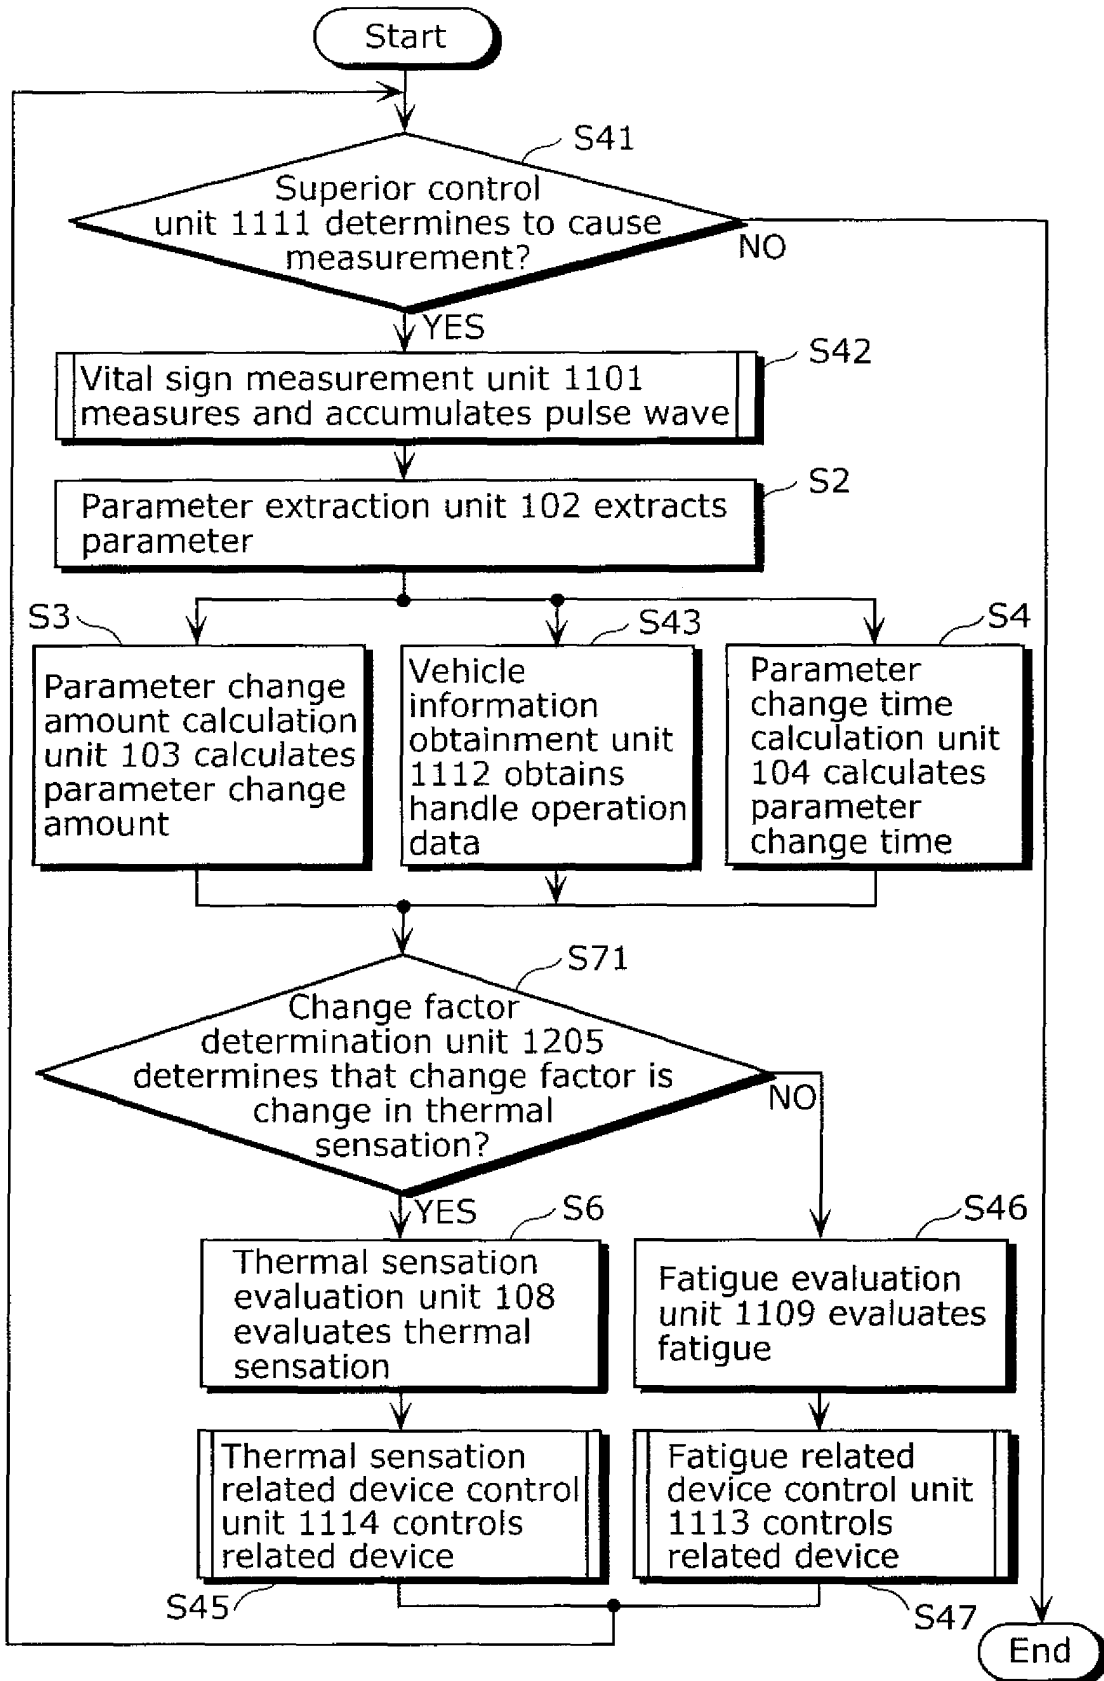 Start
S41
Superior control
unit 1111 determines to cause
measurement?
NO
YES
S42
Vital sign measurement unit 1101
measures and accumulates pulse wave
S2
Parameter extraction unit 102 extracts
parameter
S3
Parameter change
amount calculation
unit 103 calculates
parameter change
amount
S43
Vehicle
information
obtainment unit
1112 obtains
handle operation
data
S4
Parameter
change time
calculation unit
104 calculates
parameter
change time
S71
Change factor
determination unit 1205
determines that change factor is
change in thermal
sensation?
NO
YES
S6
Thermal sensation
evaluation unit 108
evaluates thermal
sensation
S46
Fatigue evaluation
unit 1109 evaluates
fatigue
Thermal sensation
related device control
unit 1114 controls
related device
S45
Fatigue related
device control unit
1113 controls
related device
S47
End